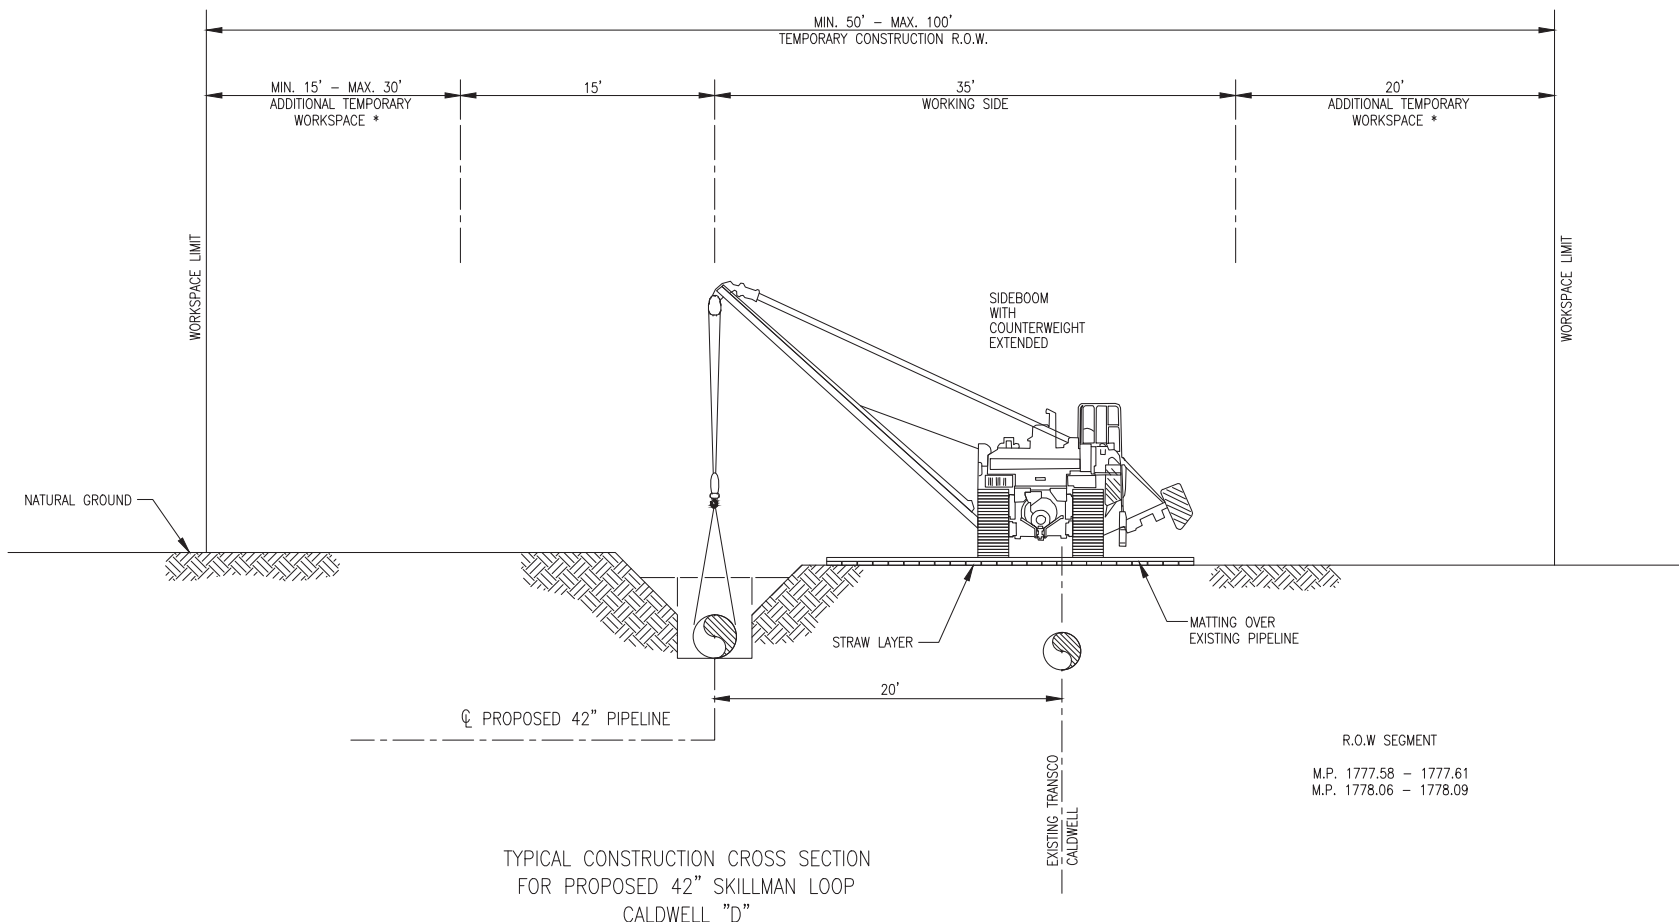 MIN. 50' - MAX. 100'
TEMPORARY CONSTRUCTION R.O.W.
MIN. 15' - MAX. 30'
ADDITIONAL TEMPORARY
WORKSPACE *
15'
35'
WORKING SIDE
20'
ADDITIONAL TEMPORARY
WORKSPACE *
WORKSPACE LIMIT
WORKSPACE LIMIT
SIDEBOOM
WITH
COUNTERWEIGHT
EXTENDED
NATURAL GROUND
STRAW LAYER
MATTING OVER
EXISTING PIPELINE
20'
℄ PROPOSED 42" PIPELINE
EXISTING TRANSCO
CALDWELL
R.O.W SEGMENT
M.P. 1777.58 - 1777.61
M.P. 1778.06 - 1778.09
TYPICAL CONSTRUCTION CROSS SECTION
FOR PROPOSED 42" SKILLMAN LOOP
CALDWELL "D"